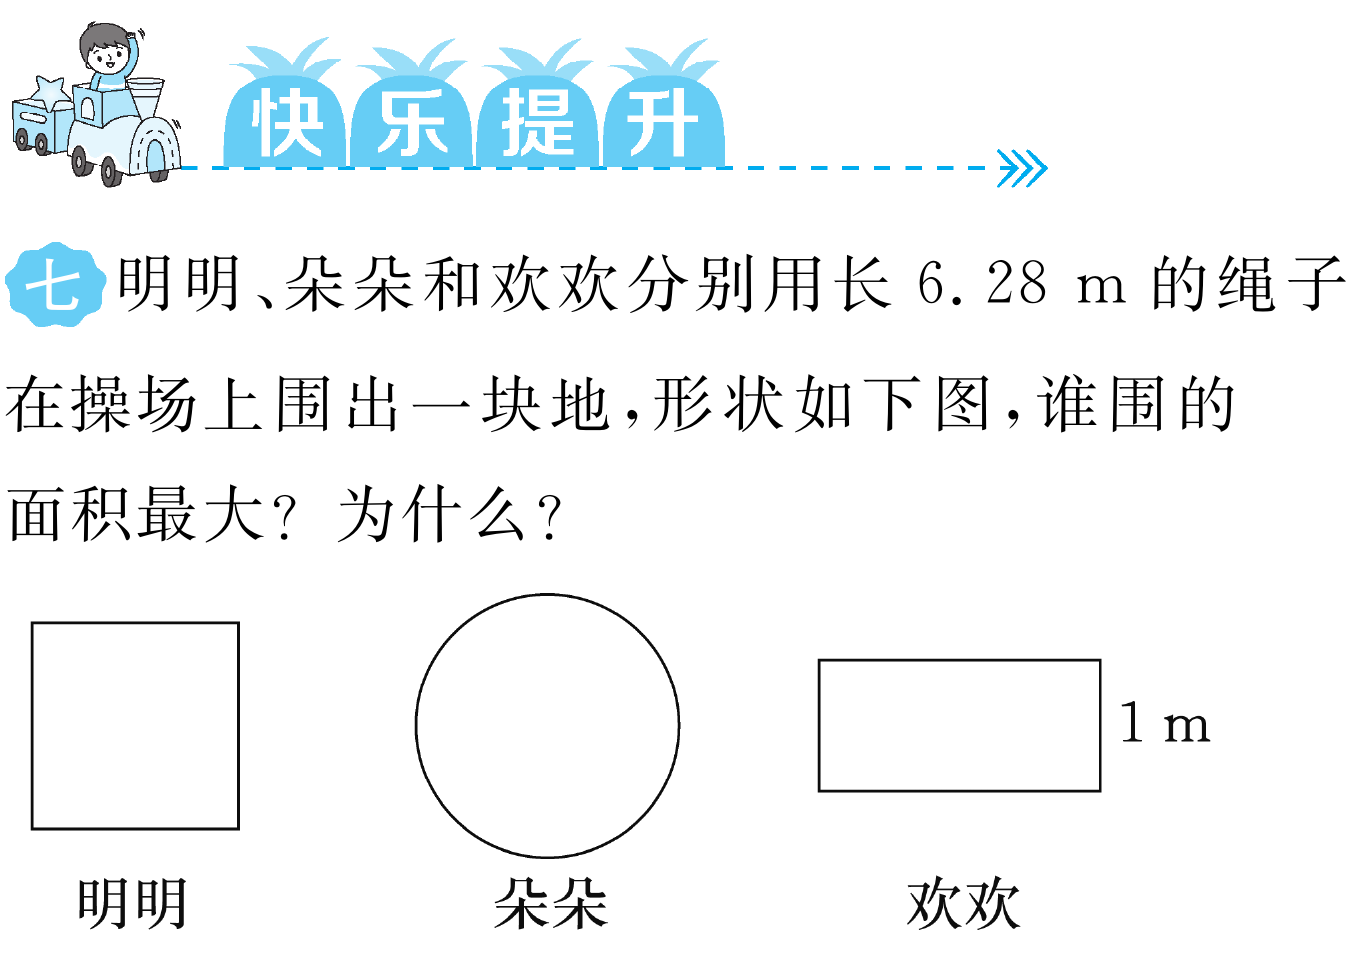 快乐提升
七 明明、朵朵和欢欢分别用长 6.28 m 的绳子
在操场上围出一块地,形状如下图,谁围的
面积最大? 为什么?
1 m
明明 朵朵 欢欢